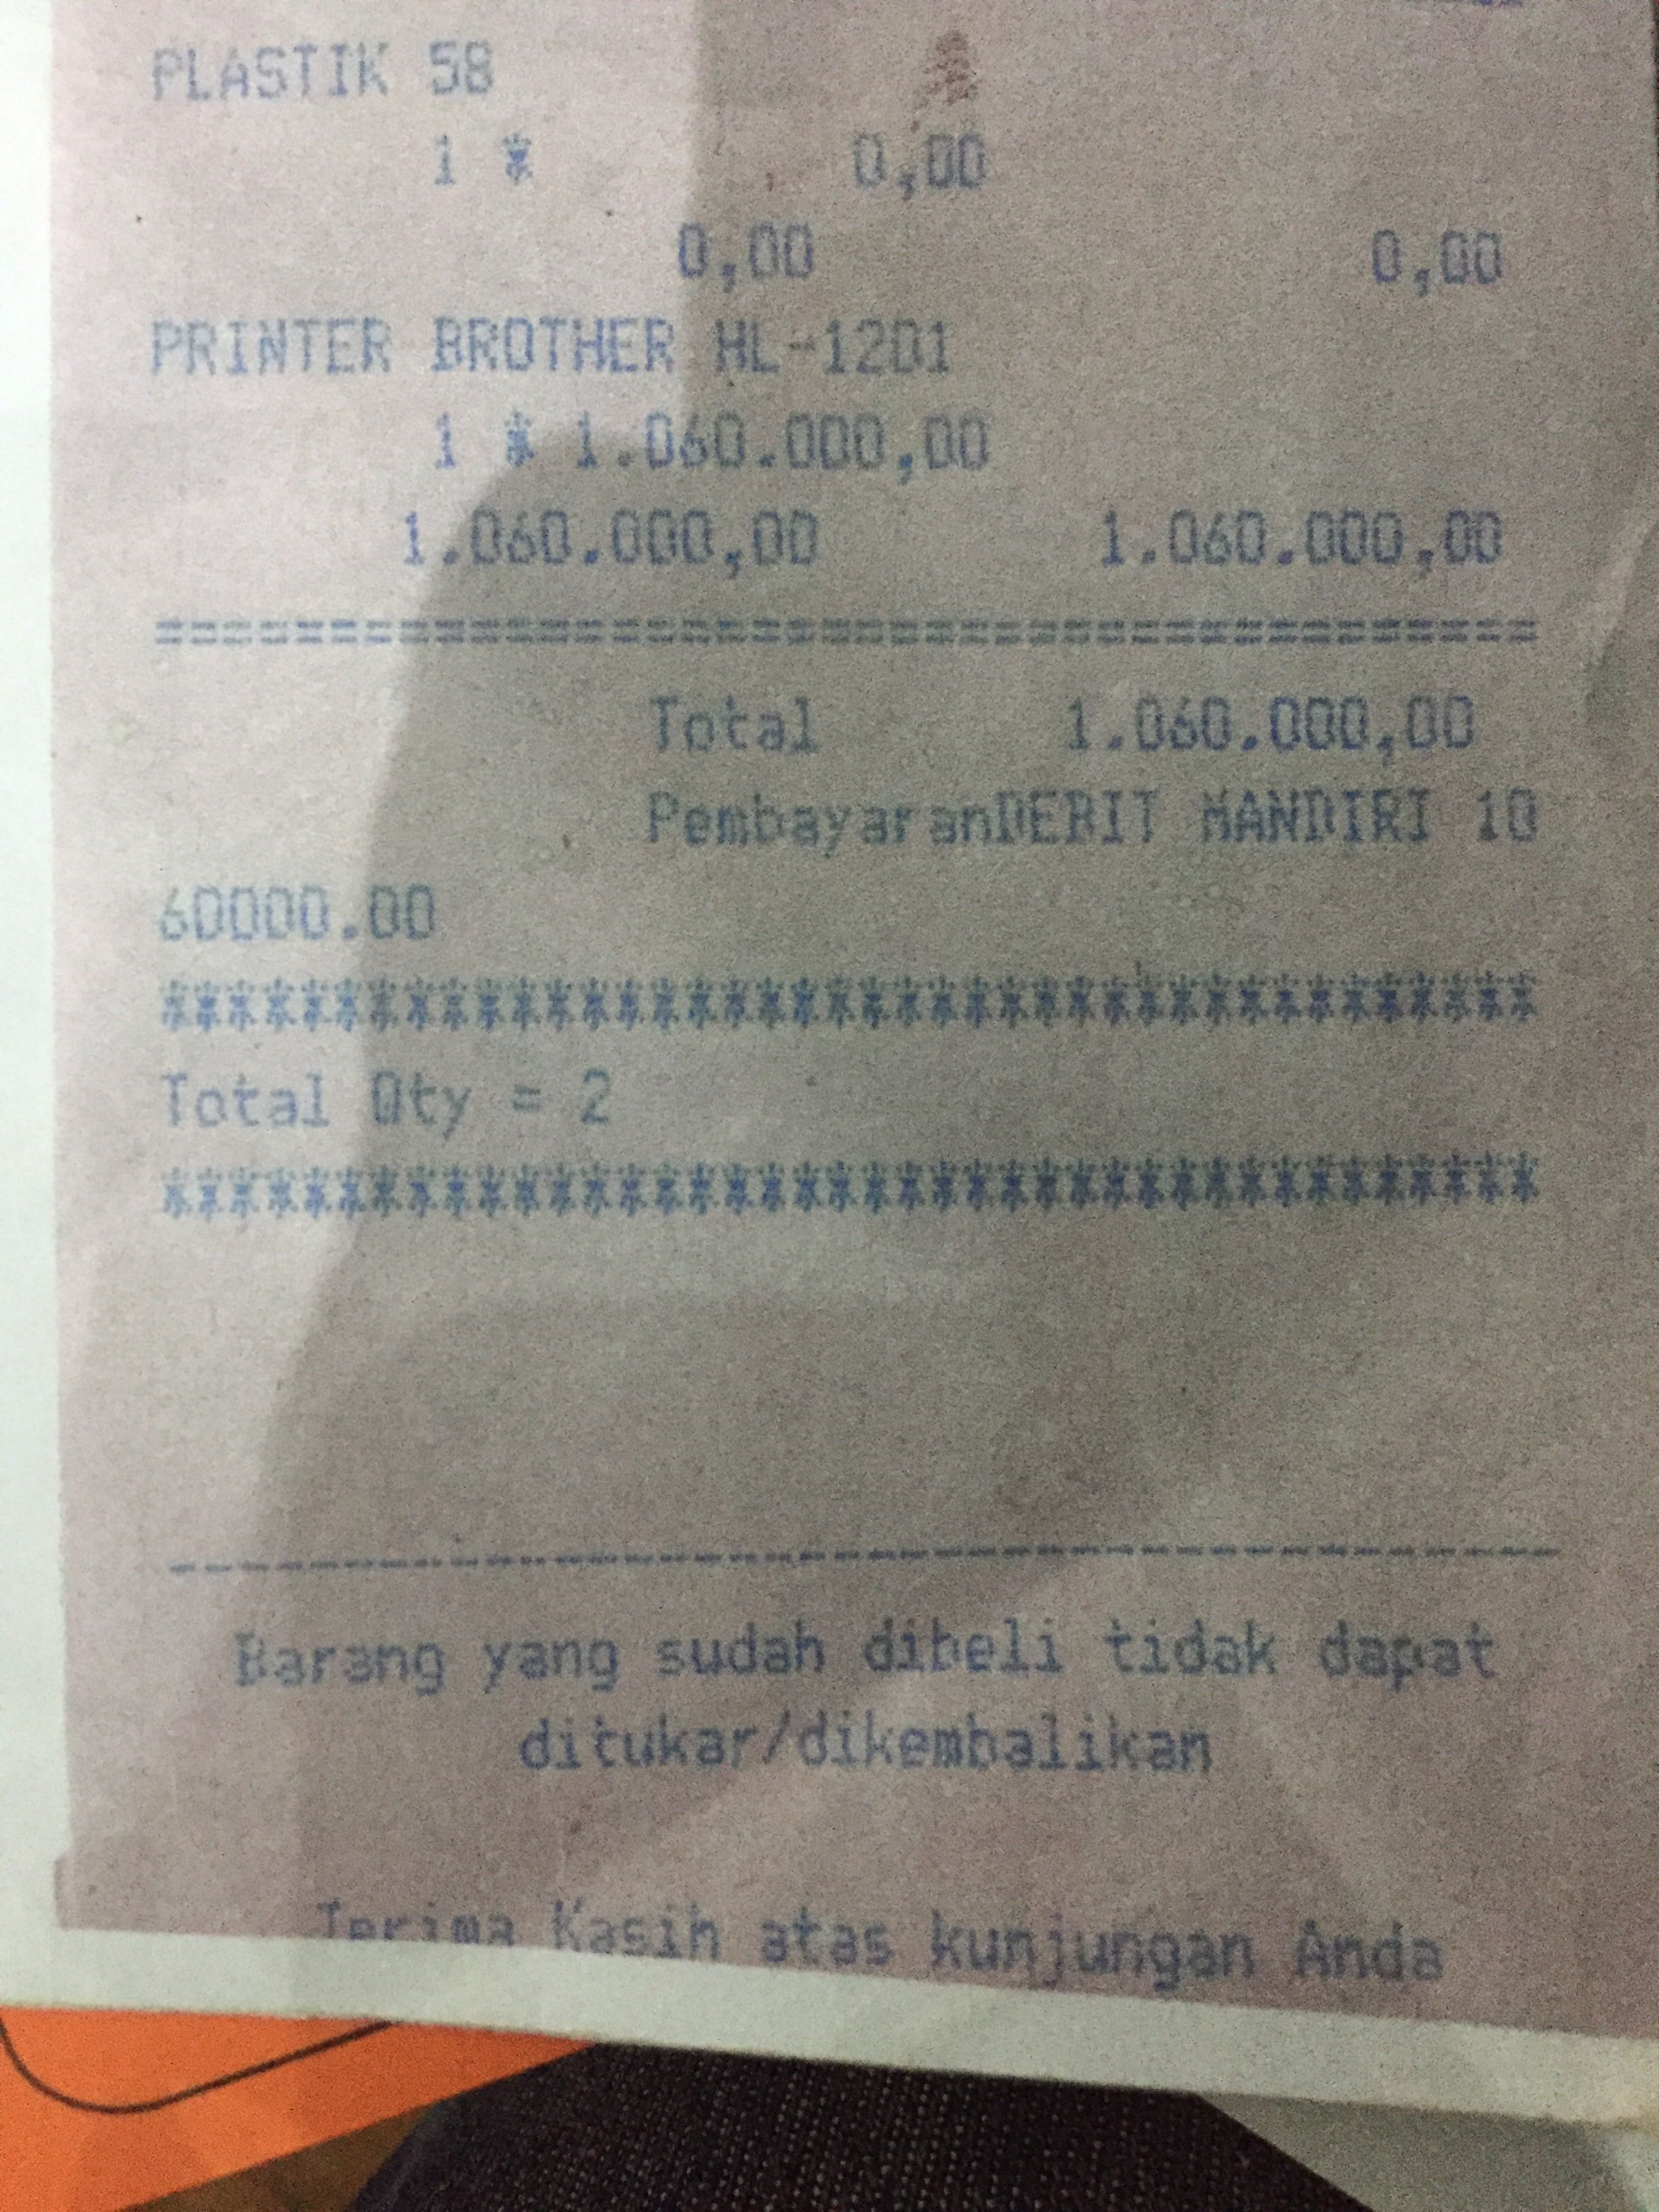 PLASTIK 58
1 * 0,00
0,00 0,00
PRINTER BROTHER HL-1201
1 * 1.060.000,00
1.060.000,00 1.060.000,00
========================================
Total 1.060.000,00
PembayaranDEBIT MANDIRI 10
60000.00
****************************************
Total Qty = 2
****************************************
----------------------------------------
Barang yang sudah dibeli tidak dapat
ditukar/dikembalikan
Terima Kasih atas kunjungan Anda